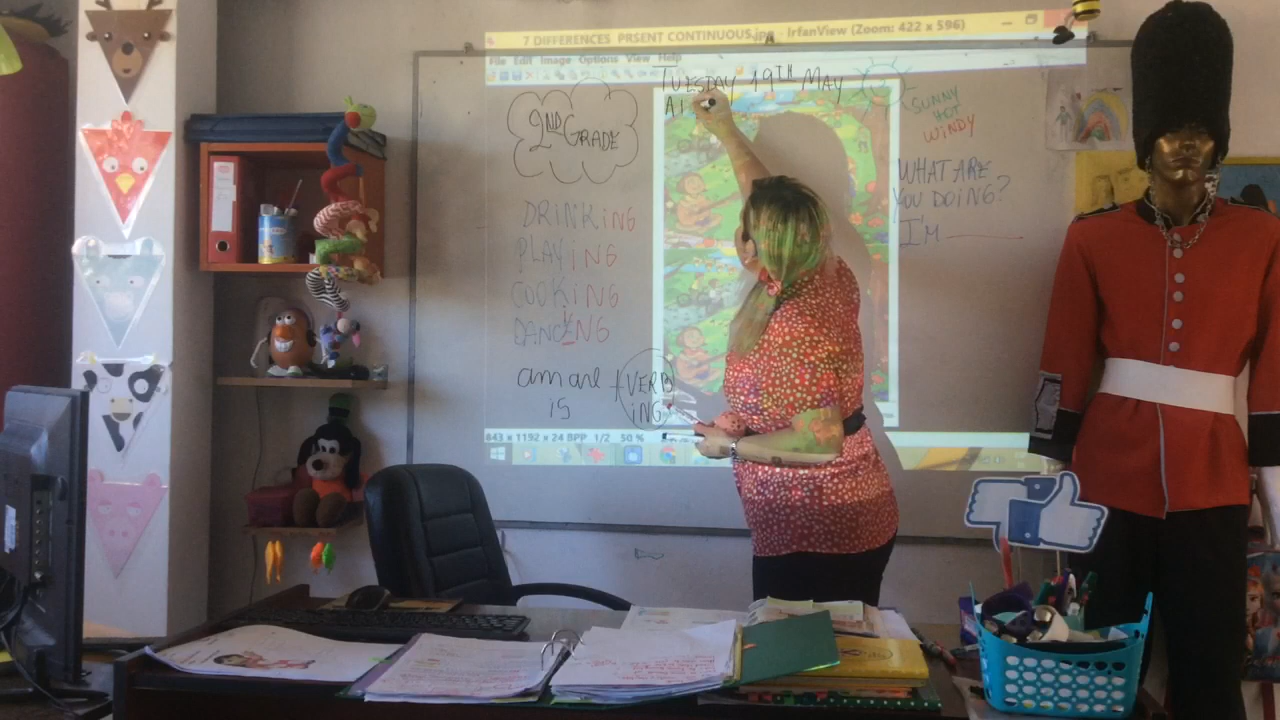 7 DIFFERENCES PRSENT CONTINUOUS.jpg - IrfanView (Zoom: 422 x 596)
File Edit Image Options View Help
TUESDAY 19TH MAY
2ND GRADE
SUNNY
HOT
WINDY
WHAT ARE
YOU DOING?
I'M
DRINKING
PLAYING
COOKING
DANCING
am are + VERB
is ING
843 x 1192 x 24 BPP 1/2 50 %